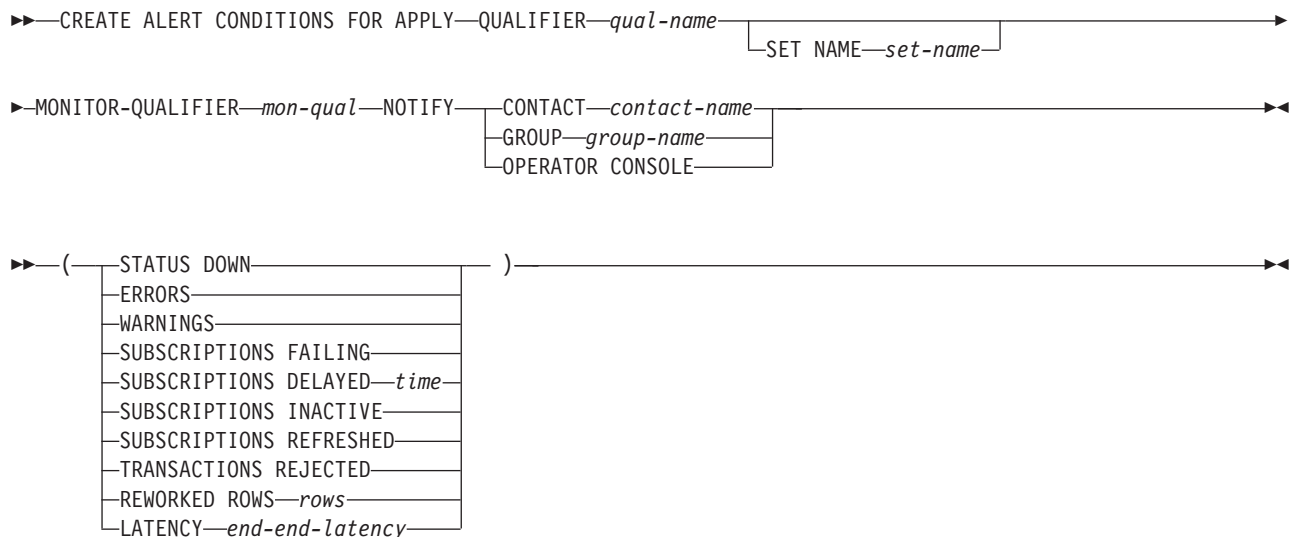 CREATE ALERT CONDITIONS FOR APPLY QUALIFIER qual-name
SET NAME set-name
MONITOR-QUALIFIER mon-qual NOTIFY CONTACT contact-name
GROUP group-name
OPERATOR CONSOLE
( STATUS DOWN )
ERRORS
WARNINGS
SUBSCRIPTIONS FAILING
SUBSCRIPTIONS DELAYED time
SUBSCRIPTIONS INACTIVE
SUBSCRIPTIONS REFRESHED
TRANSACTIONS REJECTED
REWORKED ROWS rows
LATENCY end-end-latency